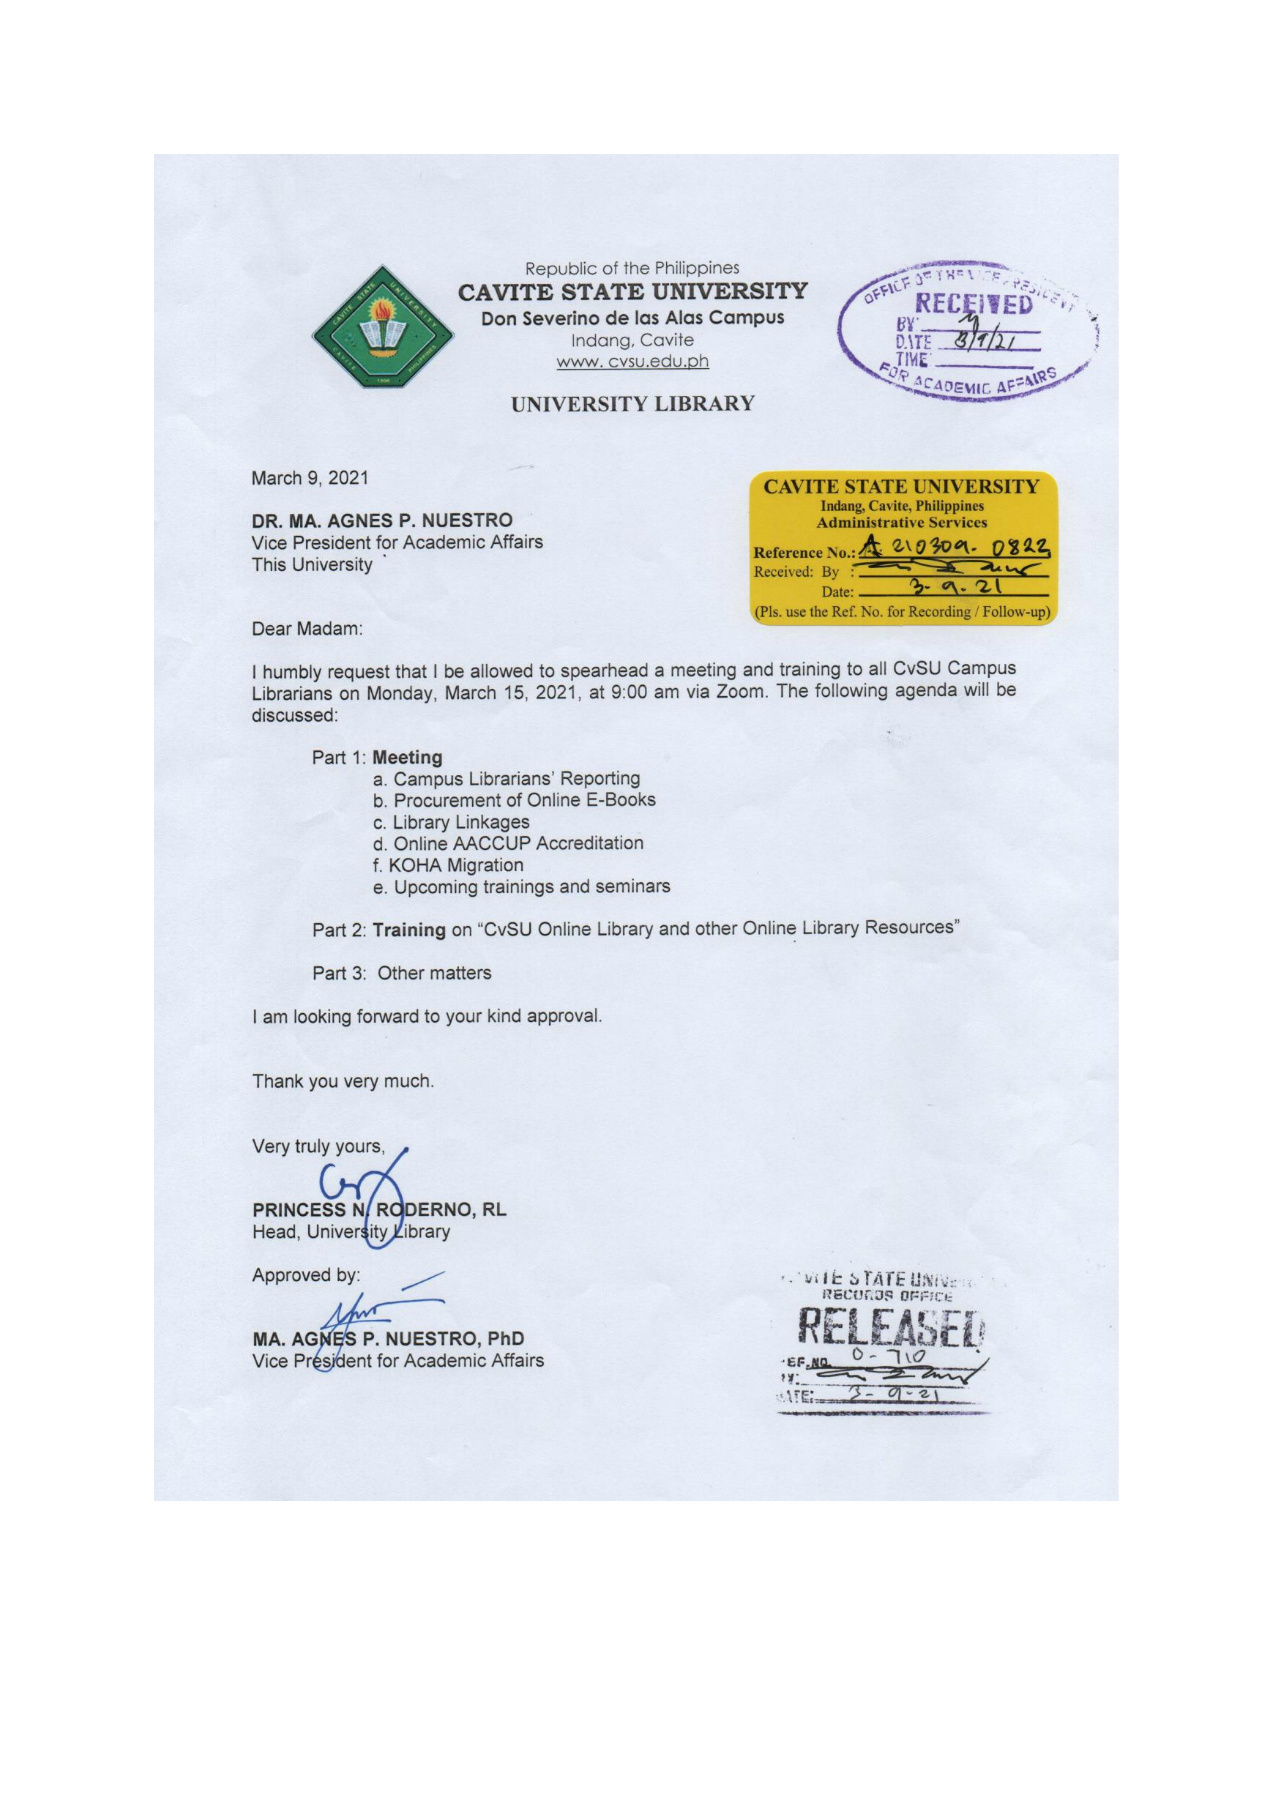 Republic of the Philippines
CAVITE STATE UNIVERSITY
Don Severino de las Alas Campus
Indang, Cavite
www. cvsu.edu.ph
UNIVERSITY LIBRARY
CAVITE STATE UNIVERSITY
CAVITE PHILIPPINES
1906
OFFICE OF THE VICE PRESIDENT
RECEIVED
BY
DATE 3/9/21
TIME
FOR ACADEMIC AFFAIRS
March 9, 2021
DR. MA. AGNES P. NUESTRO
Vice President for Academic Affairs
This University
CAVITE STATE UNIVERSITY
Indang, Cavite, Philippines
Administrative Services
Reference No.: A 210309. 0822
Received: By :
Date: 3-9-21
(Pls. use the Ref. No. for Recording / Follow-up)
Dear Madam:
I humbly request that I be allowed to spearhead a meeting and training to all CvSU Campus
Librarians on Monday, March 15, 2021, at 9:00 am via Zoom. The following agenda will be
discussed:
Part 1: Meeting
a. Campus Librarians’ Reporting
b. Procurement of Online E-Books
c. Library Linkages
d. Online AACCUP Accreditation
f. KOHA Migration
e. Upcoming trainings and seminars
Part 2: Training on “CvSU Online Library and other Online Library Resources”
Part 3: Other matters
I am looking forward to your kind approval.
Thank you very much.
Very truly yours,
PRINCESS N. RODERNO, RL
Head, University Library
Approved by:
MA. AGNES P. NUESTRO, PhD
Vice President for Academic Affairs
STATE
RECORDS OFFICE
RELEASED
EF. NO. 0-710
BY:
DATE: 3-9-21